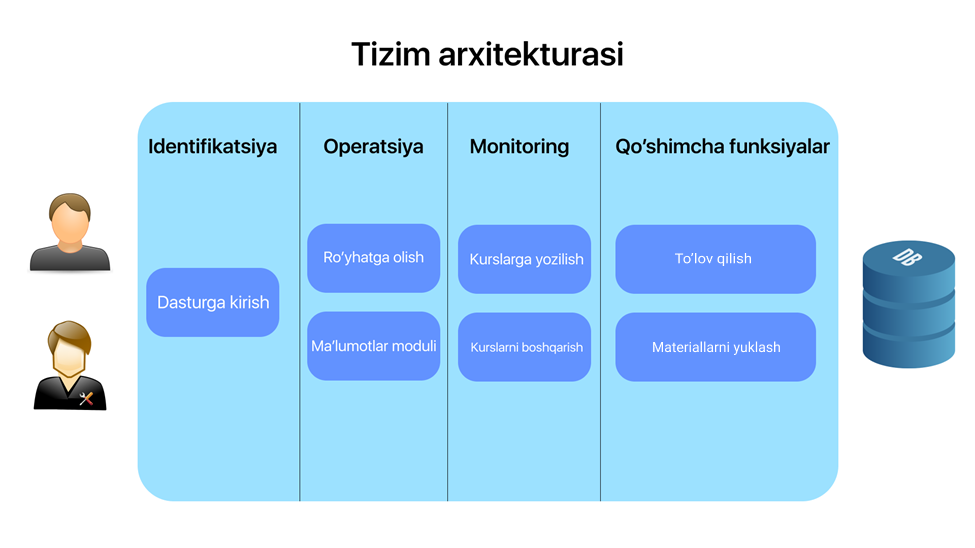 Tizim arxitekturasi
Identifikatsiya
Operatsiya
Monitoring
Qo’shimcha funksiyalar
Dasturga kirish
Ro’yhatga olish
Ma’lumotlar moduli
Kurslarga yozilish
Kurslarni boshqarish
To’lov qilish
Materiallarni yuklash
DB